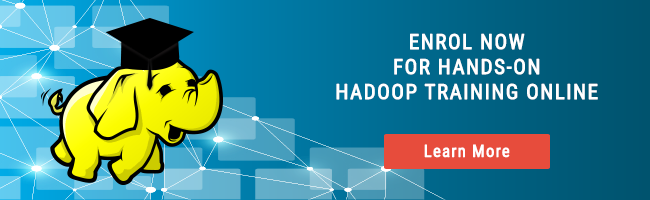 ENROL NOW
FOR HANDS-ON
HADOOP TRAINING ONLINE
Learn More